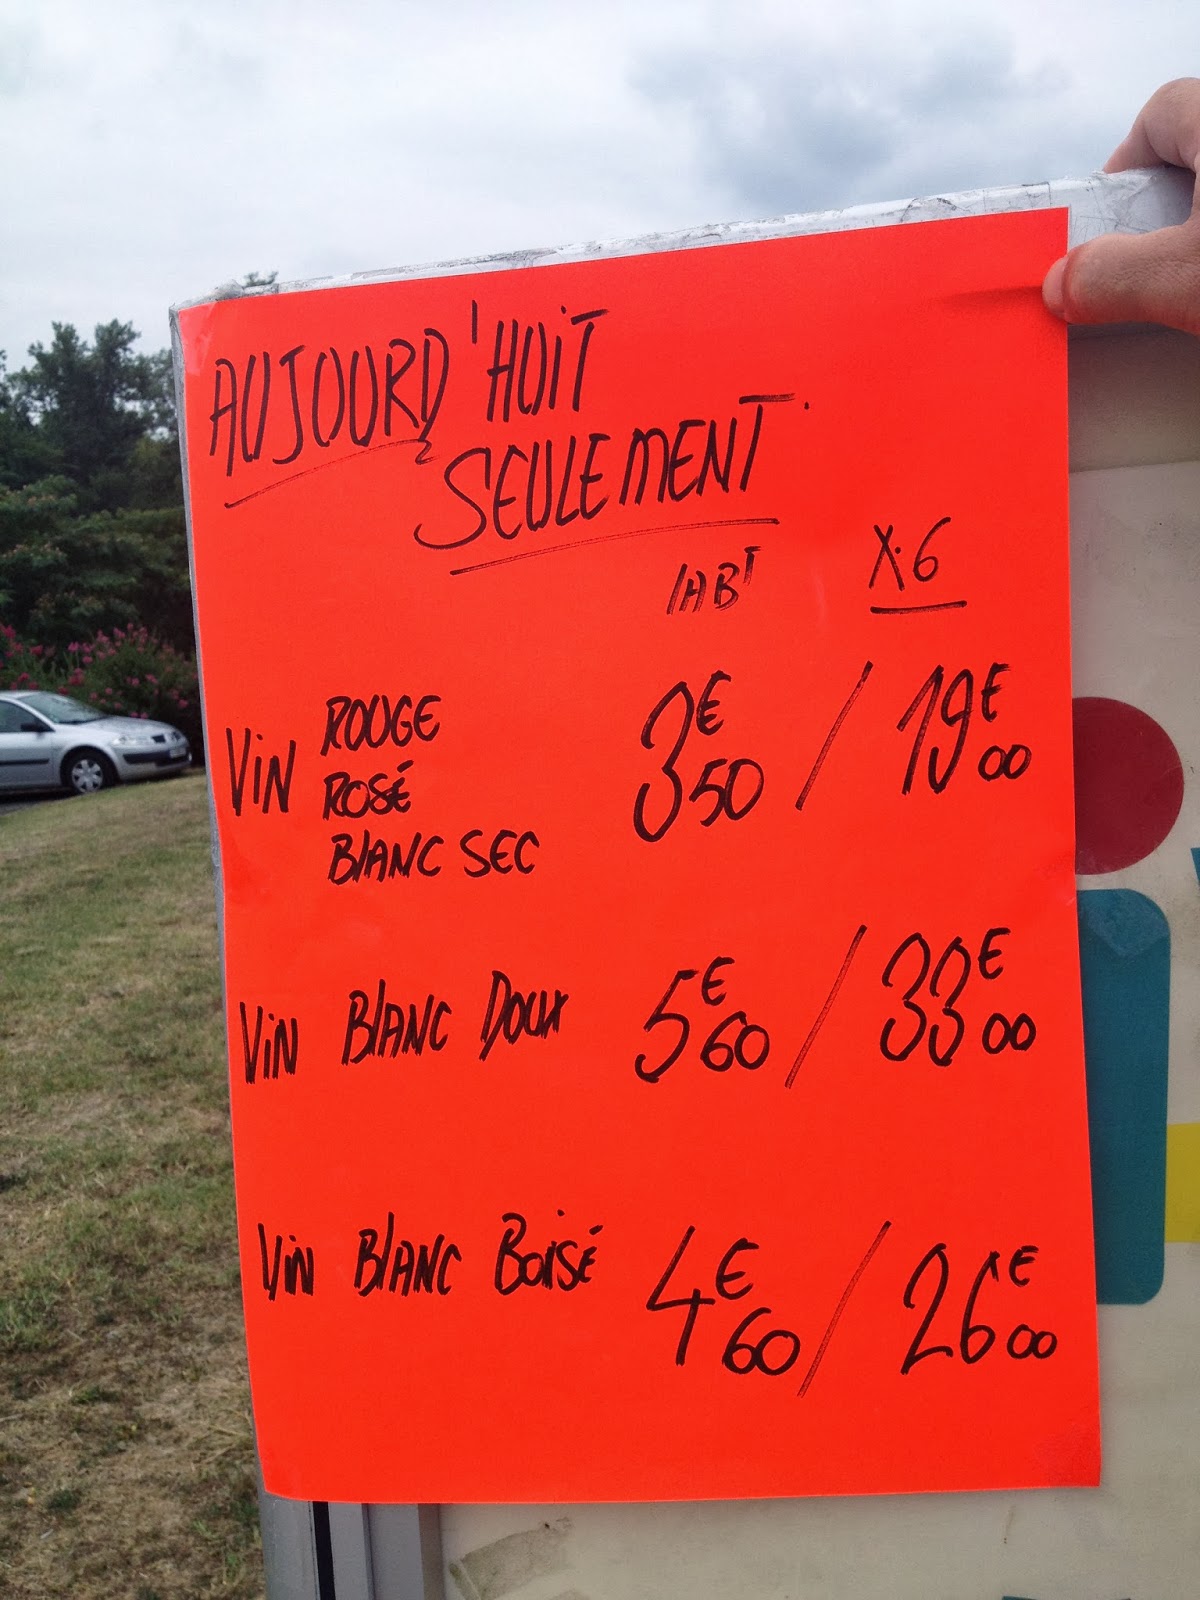 AUJOURD'HUIT
SEULEMENT.
1AB^T X.6
VIN ROUGE 3€50 / 19€00
ROSÉ
BLANC SEC
VIN BLANC DOUX 5€60 / 33€00
VIN BLANC BOISÉ 4€60 / 26€00